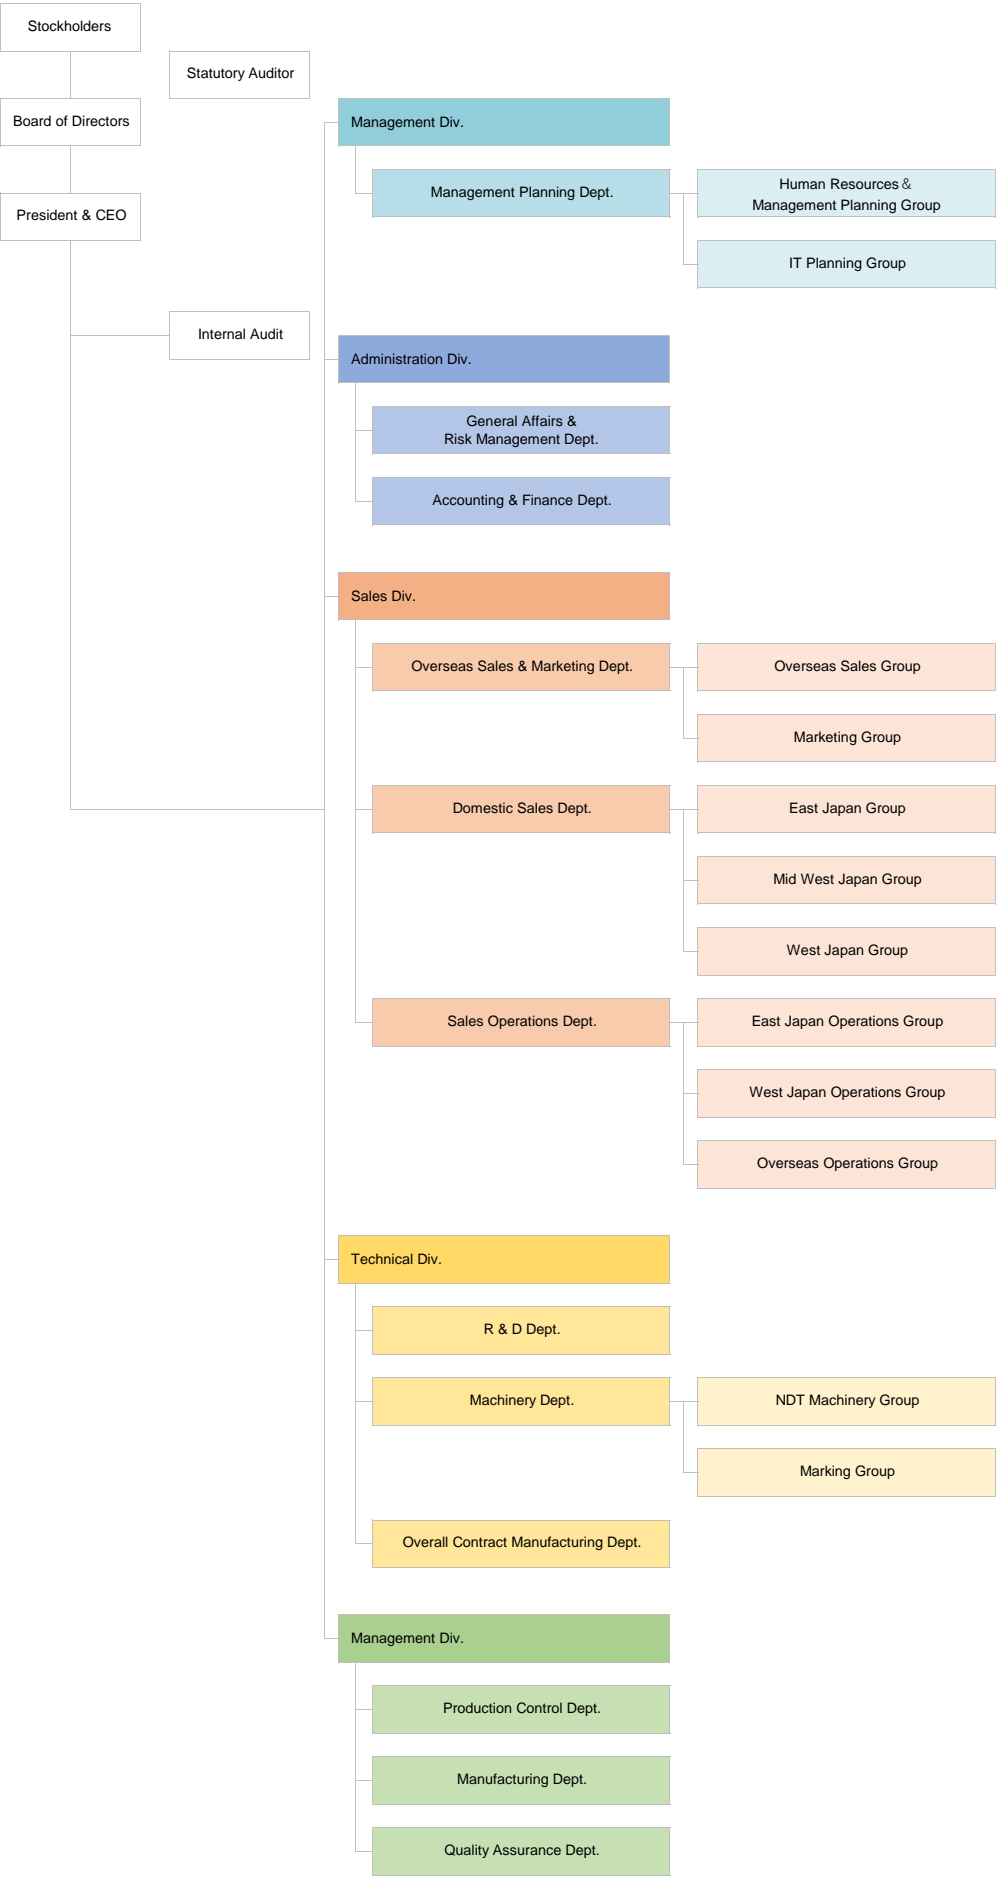 Stockholders
Statutory Auditor
Board of Directors
Management Div.
Management Planning Dept.
Human Resources &
Management Planning Group
President & CEO
IT Planning Group
Internal Audit
Administration Div.
General Affairs &
Risk Management Dept.
Accounting & Finance Dept.
Sales Div.
Overseas Sales & Marketing Dept.
Overseas Sales Group
Marketing Group
Domestic Sales Dept.
East Japan Group
Mid West Japan Group
West Japan Group
Sales Operations Dept.
East Japan Operations Group
West Japan Operations Group
Overseas Operations Group
Technical Div.
R & D Dept.
Machinery Dept.
NDT Machinery Group
Marking Group
Overall Contract Manufacturing Dept.
Management Div.
Production Control Dept.
Manufacturing Dept.
Quality Assurance Dept.